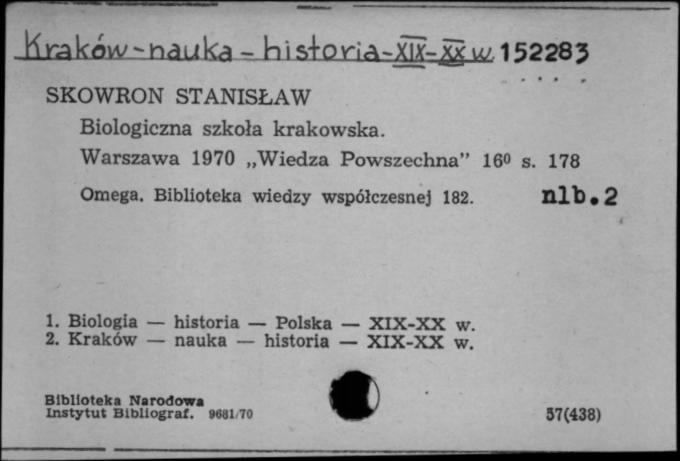 Kraków-nauka-historia-XIX-XX w. 152283
SKOWRON STANISŁAW
Biologiczna szkoła krakowska.
Warszawa 1970 „Wiedza Powszechna” 16⁰ s. 178
Omega. Biblioteka wiedzy współczesnej 182. nlb.2
1. Biologia — historia — Polska — XIX-XX w.
2. Kraków — nauka — historia — XIX-XX w.
Biblioteka Narodowa
Instytut Bibliograf. 9681/70 57(438)